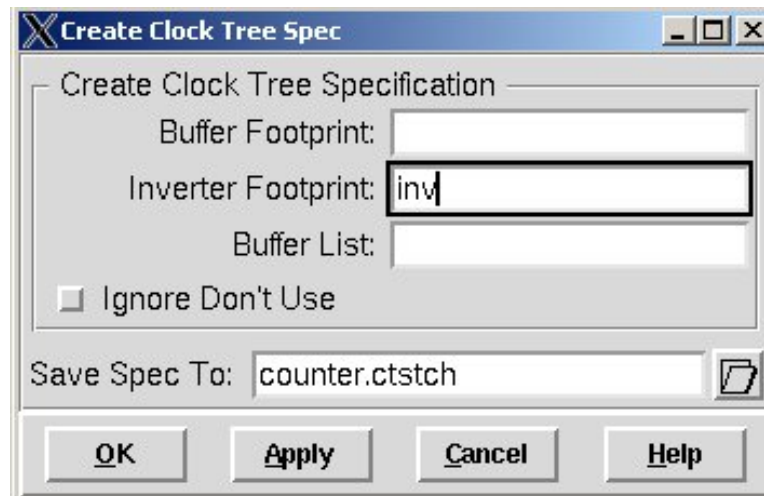 Create Clock Tree Spec
Create Clock Tree Specification
Buffer Footprint:
Inverter Footprint: inv
Buffer List:
Ignore Don't Use
Save Spec To: counter.ctstch
OK Apply Cancel Help